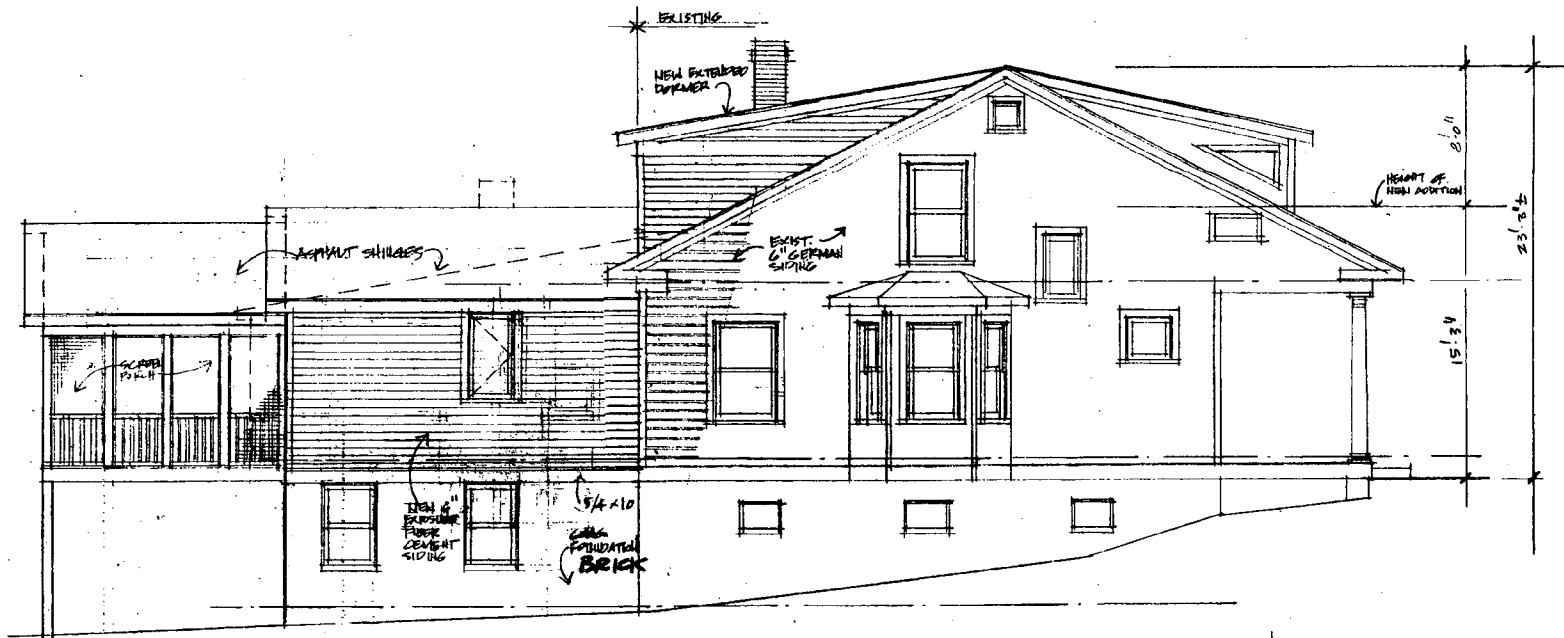 EXISTING
NEW EXTENDED
DORMER
8'.0"
HEIGHT OF
NEW ADDITION
23'.3"±
ASPHALT SHINGLES
EXIST.
6" GERMAN
SIDING
15'.3"
SCREEN
PORCH
5/4 x 10
NEW
EXPOSURE
FIBER
CEMENT
SIDING
FOUNDATION
BRICK